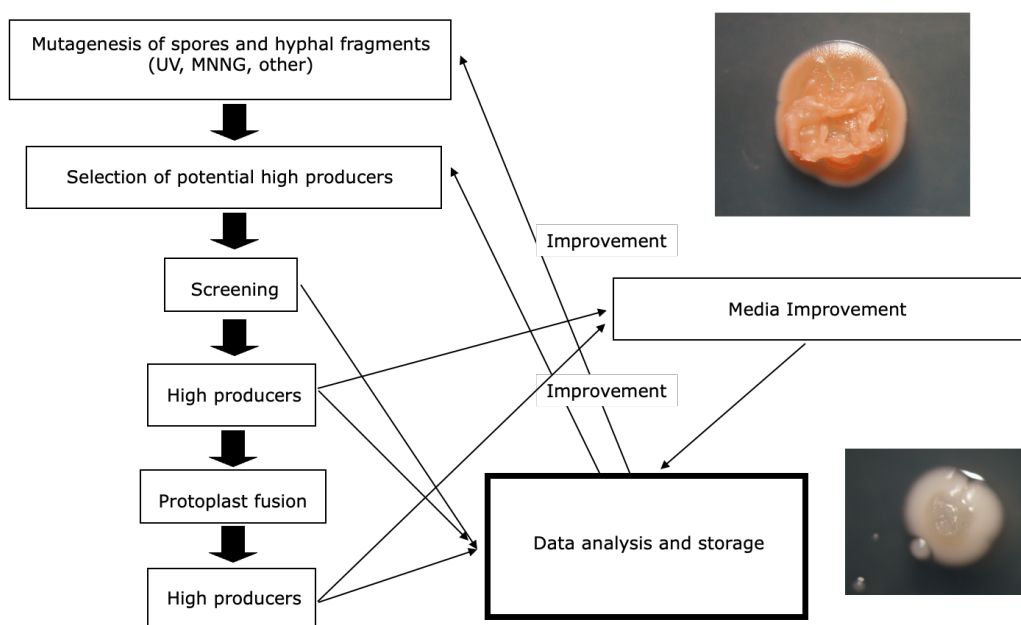 Mutagenesis of spores and hyphal fragments
(UV, MNNG, other)
Selection of potential high producers
Improvement
Screening
Media Improvement
High producers
Improvement
Protoplast fusion
Data analysis and storage
High producers